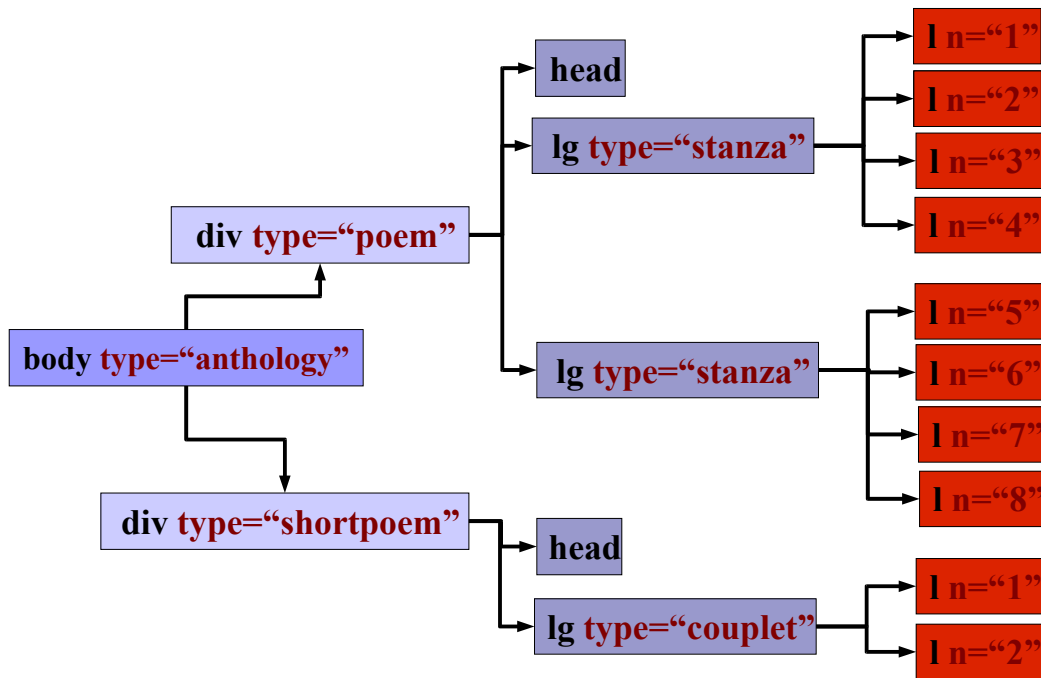 body type=“anthology”
div type=“poem”
head
lg type=“stanza”
l n=“1”
l n=“2”
l n=“3”
l n=“4”
lg type=“stanza”
l n=“5”
l n=“6”
l n=“7”
l n=“8”
div type=“shortpoem”
head
lg type=“couplet”
l n=“1”
l n=“2”